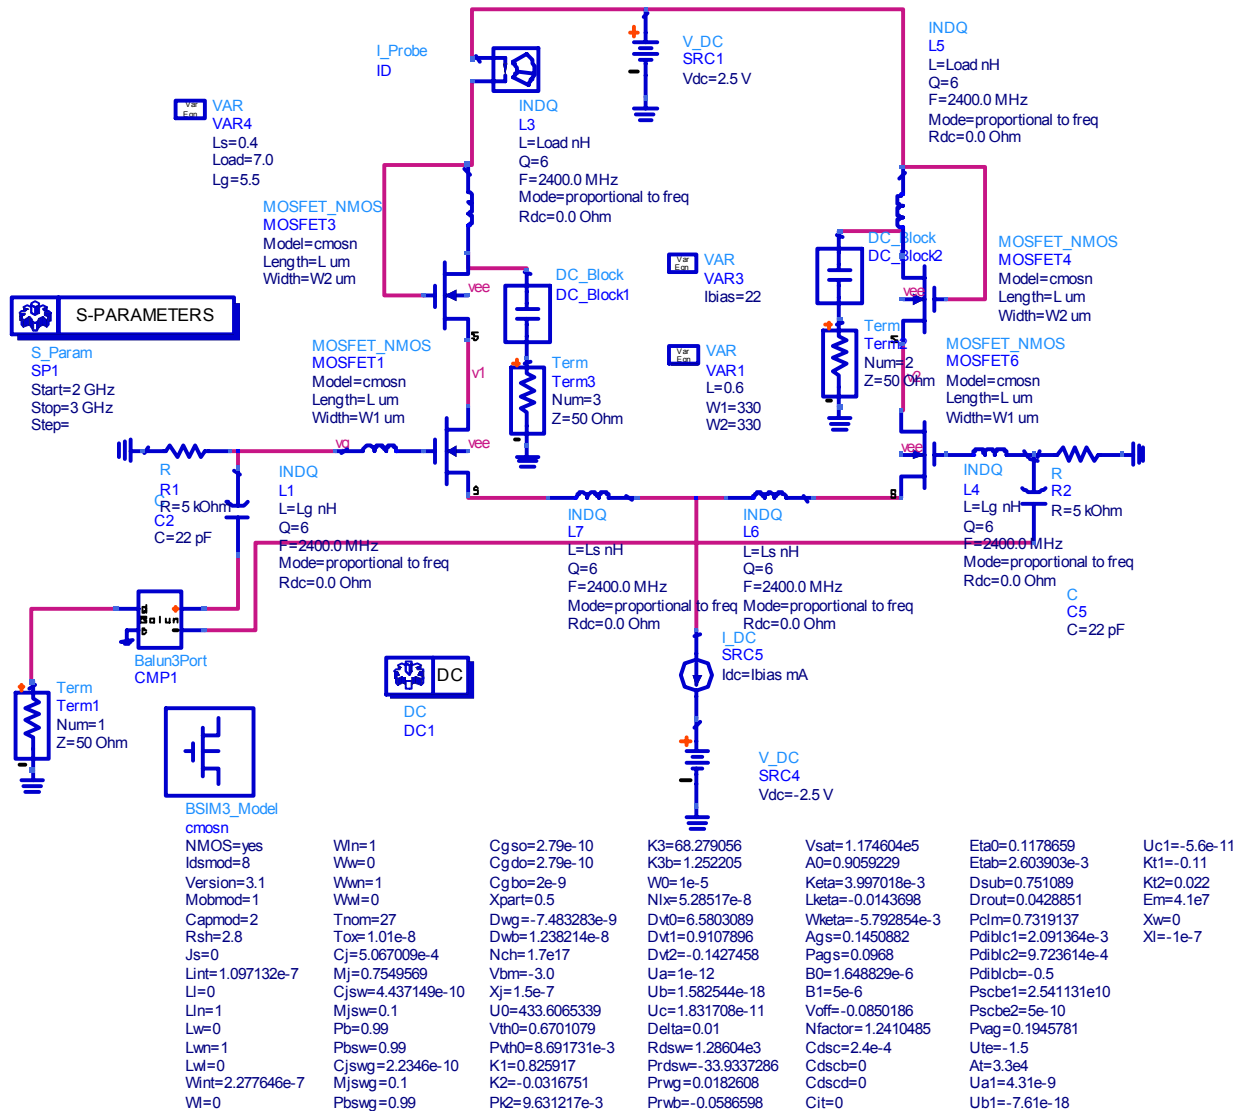 I_Probe
ID
V_DC
SRC1
Vdc=2.5 V
INDQ
L5
L=Load nH
Q=6
F=2400.0 MHz
Mode=proportional to freq
Rdc=0.0 Ohm
Var
Eqn
VAR
VAR4
Ls=0.4
Load=7.0
Lg=5.5
INDQ
L3
L=Load nH
Q=6
F=2400.0 MHz
Mode=proportional to freq
Rdc=0.0 Ohm
MOSFET_NMOS
MOSFET3
Model=cmosn
Length=L um
Width=W2 um
vee
DC_Block
DC_Block1
Var
Eqn
VAR
VAR3
Ibias=22
DC_Block
DC_Block2
vee
MOSFET_NMOS
MOSFET4
Model=cmosn
Length=L um
Width=W2 um
S-PARAMETERS
S_Param
SP1
Start=2 GHz
Stop=3 GHz
Step=
MOSFET_NMOS
MOSFET1
Model=cmosn
Length=L um
Width=W1 um
v1
vee
Term
Term3
Num=3
Z=50 Ohm
Var
Eqn
VAR
VAR1
L=0.6
W1=330
W2=330
Term
Term2
Num=2
Z=50 Ohm
MOSFET_NMOS
MOSFET6
Model=cmosn
Length=L um
Width=W1 um
vee
vg
R
R1
R=5 kOhm
C
C2
C=22 pF
INDQ
L1
L=Lg nH
Q=6
F=2400.0 MHz
Mode=proportional to freq
Rdc=0.0 Ohm
INDQ
L7
L=Ls nH
Q=6
F=2400.0 MHz
Mode=proportional to freq
Rdc=0.0 Ohm
INDQ
L6
L=Ls nH
Q=6
F=2400.0 MHz
Mode=proportional to freq
Rdc=0.0 Ohm
INDQ
L4
L=Lg nH
Q=6
F=2400.0 MHz
Mode=proportional to freq
Rdc=0.0 Ohm
R
R2
R=5 kOhm
C
C5
C=22 pF
Balun3Port
CMP1
Term
Term1
Num=1
Z=50 Ohm
DC
DC
DC1
I_DC
SRC5
Idc=Ibias mA
V_DC
SRC4
Vdc=-2.5 V
BSIM3_Model
cmosn
NMOS=yes
Idsmod=8
Version=3.1
Mobmod=1
Capmod=2
Rsh=2.8
Js=0
Lint=1.097132e-7
Ll=0
Lln=1
Lw=0
Lwn=1
Lwl=0
Wint=2.277646e-7
Wl=0
Wln=1
Ww=0
Wwn=1
Wwl=0
Tnom=27
Tox=1.01e-8
Cj=5.067009e-4
Mj=0.7549569
Cjsw=4.437149e-10
Mjsw=0.1
Pb=0.99
Pbsw=0.99
Cjswg=2.2346e-10
Mjswg=0.1
Pbswg=0.99
Cgso=2.79e-10
Cgdo=2.79e-10
Cgbo=2e-9
Xpart=0.5
Dwg=-7.483283e-9
Dwb=1.238214e-8
Nch=1.7e17
Vbm=-3.0
Xj=1.5e-7
U0=433.6065339
Vth0=0.6701079
Pvth0=8.691731e-3
K1=0.825917
K2=-0.0316751
Pk2=9.631217e-3
K3=68.279056
K3b=1.252205
W0=1e-5
Nlx=5.28517e-8
Dvt0=6.5803089
Dvt1=0.9107896
Dvt2=-0.1427458
Ua=1e-12
Ub=1.582544e-18
Uc=1.831708e-11
Delta=0.01
Rdsw=1.28604e3
Prdsw=-33.9337286
Prwg=0.0182608
Prwb=-0.0586598
Vsat=1.174604e5
A0=0.9059229
Keta=3.997018e-3
Lketa=-0.0143698
Wketa=-5.792854e-3
Ags=0.1450882
Pags=0.0968
B0=1.648829e-6
B1=5e-6
Voff=-0.0850186
Nfactor=1.2410485
Cdsc=2.4e-4
Cdscb=0
Cdscd=0
Cit=0
Eta0=0.1178659
Etab=2.603903e-3
Dsub=0.751089
Drout=0.0428851
Pclm=0.7319137
Pdiblc1=2.091364e-3
Pdiblc2=9.723614e-4
Pdiblcb=-0.5
Pscbe1=2.541131e10
Pscbe2=5e-10
Pvag=0.1945781
Ute=-1.5
At=3.3e4
Ua1=4.31e-9
Ub1=-7.61e-18
Uc1=-5.6e-11
Kt1=-0.11
Kt2=0.022
Em=4.1e7
Xw=0
Xl=-1e-7